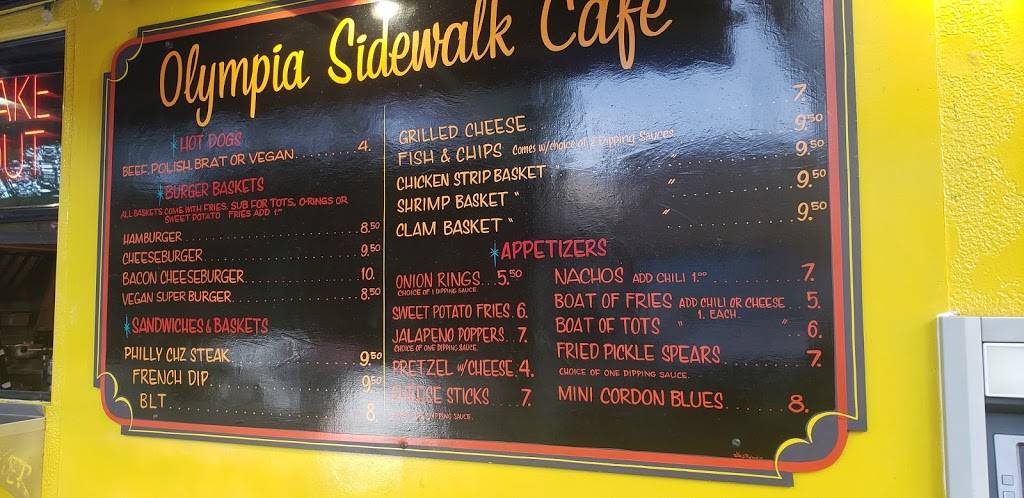 Olympia Sidewalk Cafe
AKE
UT
HOT DOGS
BEEF, POLISH, BRAT OR VEGAN 4.
BURGER BASKETS
ALL BASKETS COME WITH FRIES. SUB FOR TOTS, O-RINGS OR
SWEET POTATO FRIES ADD 1.00
HAMBURGER 8.50
CHEESEBURGER 9.50
BACON CHEESEBURGER 10.
VEGAN SUPER BURGER 8.50
SANDWICHES & BASKETS
PHILLY CHZ STEAK 9.50
FRENCH DIP 9.50
BLT 8.
GRILLED CHEESE 7.
FISH & CHIPS Comes w/choice of 2 Dipping Sauces 9.50
CHICKEN STRIP BASKET 9.50
SHRIMP BASKET " " 9.50
CLAM BASKET " " 9.50
APPETIZERS
ONION RINGS 5.50
CHOICE OF 1 DIPPING SAUCE.
SWEET POTATO FRIES. 6.
JALAPENO POPPERS 7.
CHOICE OF ONE DIPPING SAUCE.
PRETZEL W/CHEESE. 4.
CHEESE STICKS 7.
DIPPING SAUCE.
NACHOS ADD CHILI 1.00 7.
BOAT OF FRIES ADD CHILI OR CHEESE 5.
1. EACH.
BOAT OF TOTS " " 6.
FRIED PICKLE SPEARS 7.
CHOICE OF ONE DIPPING SAUCE.
MINI CORDON BLUES 8.